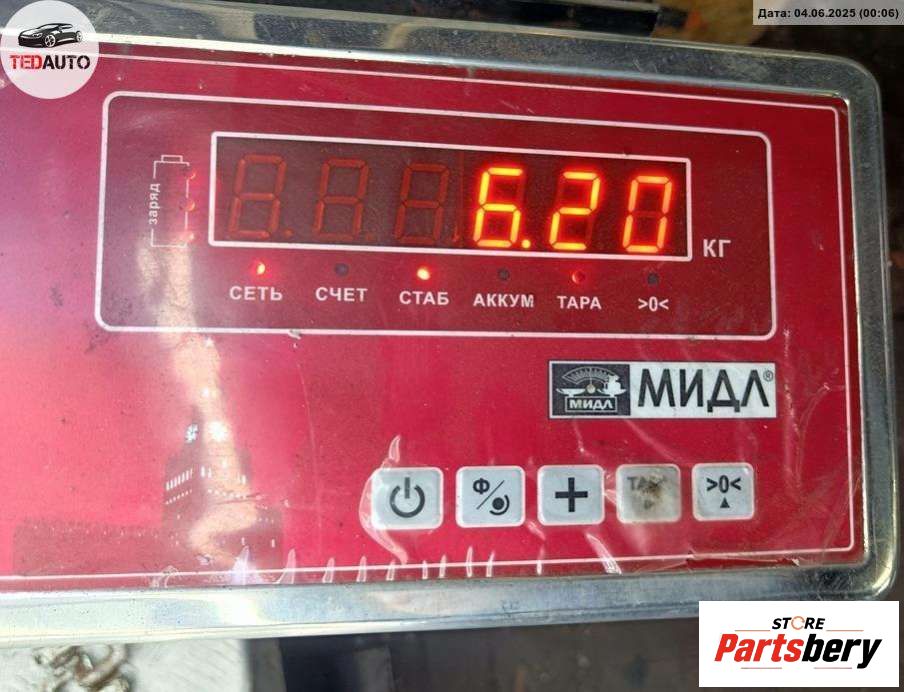 Дата: 04.06.2025 (00:06)
TEDAUTO
заряд
6.20
КГ
СЕТЬ СЧЕТ СТАБ АККУМ ТАРА >0<
МИДЛ МИДЛ®
Ф
+
>0<
STORE
Partsbery